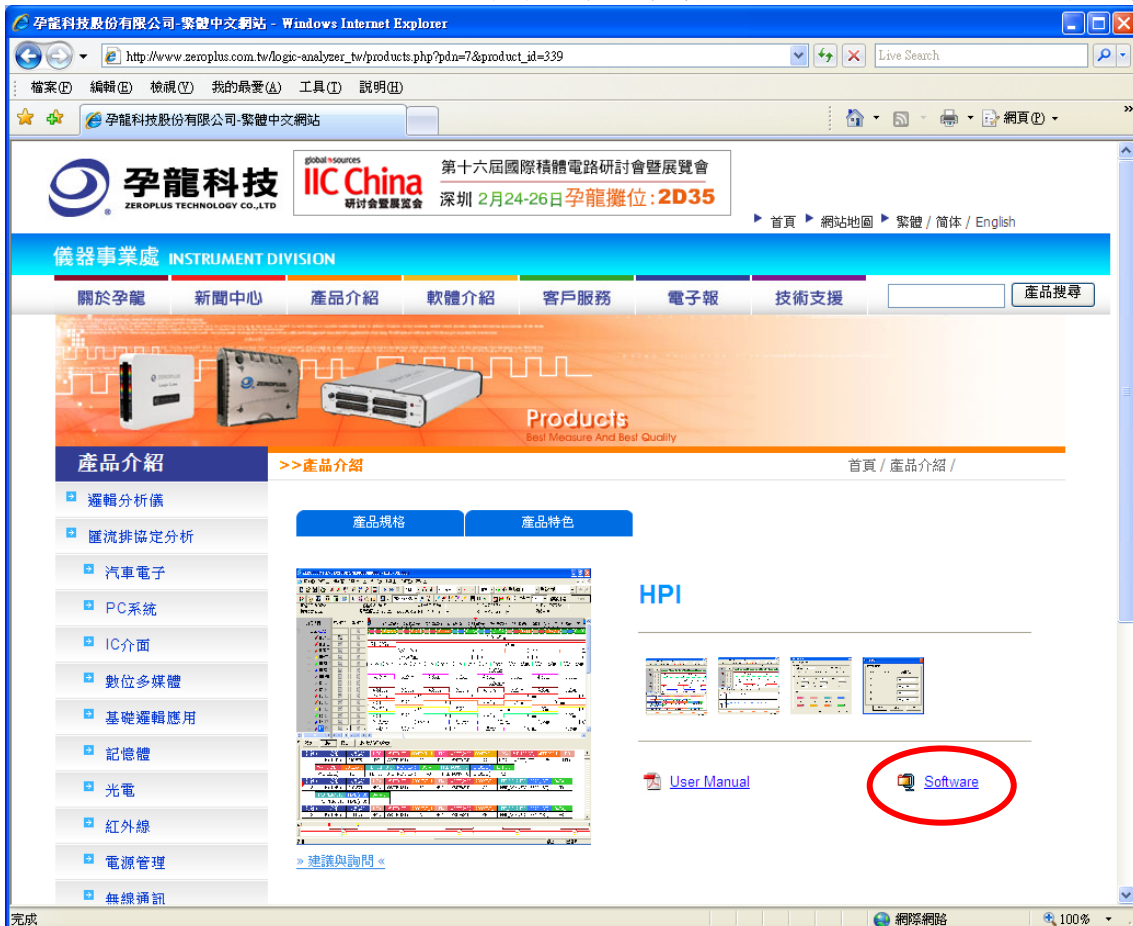 孕龍科技股份有限公司-繁體中文網站 - Windows Internet Explorer
http://www.zeroplus.com.tw/logic-analyzer_tw/products.php?pdn=7&product_id=339
Live Search
檔案(F) 編輯(E) 檢視(V) 我的最愛(A) 工具(T) 說明(H)
孕龍科技股份有限公司-繁體中文網站
網頁(P)
孕龍科技
ZEROPLUS TECHNOLOGY CO.,LTD
global sources
IIC China
研讨会暨展览会
第十六屆國際積體電路研討會暨展覽會
深圳 2月24-26日孕龍攤位:2D35
首頁 網站地圖 繁體 / 简体 / English
儀器事業處 INSTRUMENT DIVISION
關於孕龍 新聞中心 產品介紹 軟體介紹 客戶服務 電子報 技術支援 產品搜尋
Products
Best Measure And Best Quality
產品介紹
>>產品介紹
首頁 / 產品介紹 /
邏輯分析儀
匯流排協定分析
汽車電子
PC系統
IC介面
數位多媒體
基礎邏輯應用
記憶體
光電
紅外線
電源管理
無線通訊
產品規格 產品特色
HPI
User Manual
Software
» 建議與詢問 «
完成
網際網路
100%